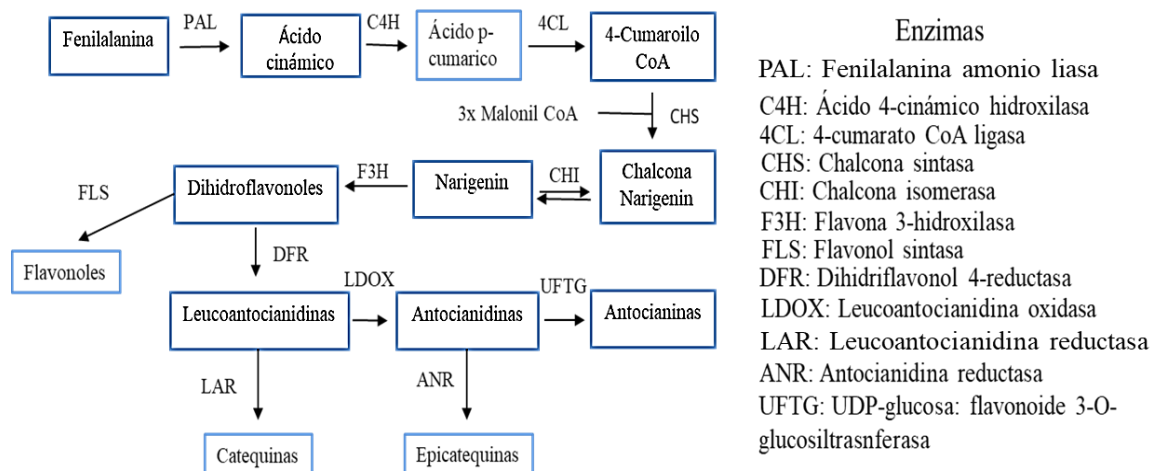 Fenilalanina
PAL
Ácido
cinámico
C4H
Ácido p-
cumarico
4CL
4-Cumaroilo
CoA
3x Malonil CoA
CHS
Chalcona
Narigenin
CHI
Narigenin
F3H
Dihidroflavonoles
FLS
Flavonoles
DFR
Leucoantocianidinas
LDOX
Antocianidinas
UFTG
Antocianinas
LAR
Catequinas
ANR
Epicatequinas
Enzimas
PAL: Fenilalanina amonio liasa
C4H: Ácido 4-cinámico hidroxilasa
4CL: 4-cumarato CoA ligasa
CHS: Chalcona sintasa
CHI: Chalcona isomerasa
F3H: Flavona 3-hidroxilasa
FLS: Flavonol sintasa
DFR: Dihidriflavonol 4-reductasa
LDOX: Leucoantocianidina oxidasa
LAR: Leucoantocianidina reductasa
ANR: Antocianidina reductasa
UFTG: UDP-glucosa: flavonoide 3-O-
glucosiltrasnferasa